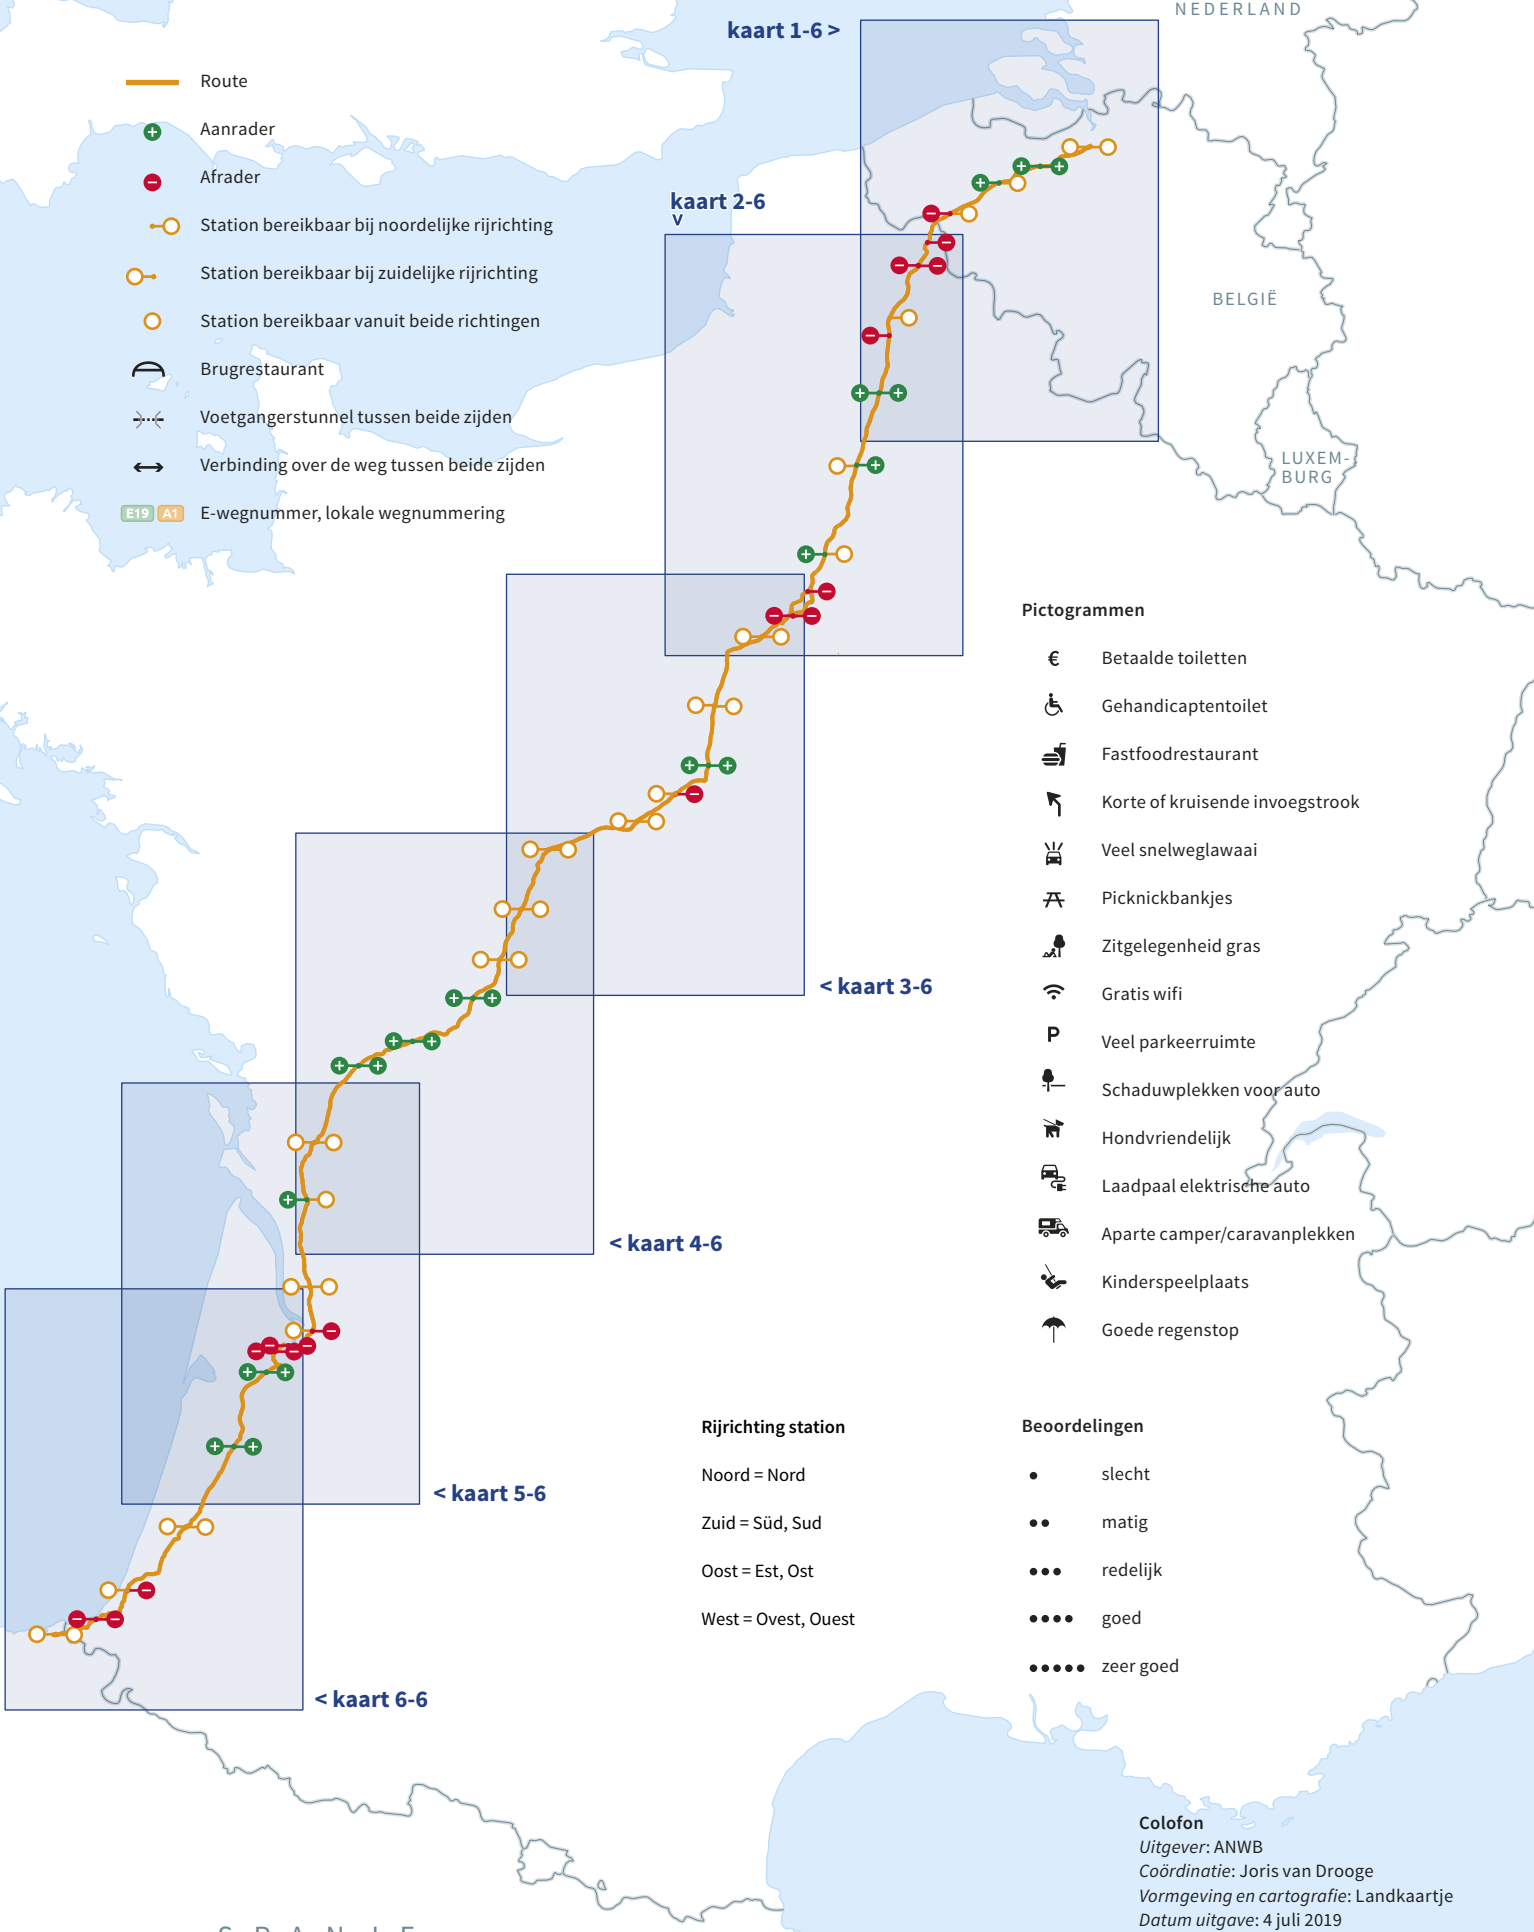 NEDERLAND
kaart 1-6 >
Route
Aanrader
Afrader
kaart 2-6
<
Station bereikbaar bij noordelijke rijrichting
Station bereikbaar bij zuidelijke rijrichting
BELGIË
Station bereikbaar vanuit beide richtingen
Brugrestaurant
Voetgangerstunnel tussen beide zijden
Verbinding over de weg tussen beide zijden
LUXEM-
BURG
E19 A1 E-wegnummer, lokale wegnummering
Pictogrammen
€ Betaalde toiletten
Gehandicaptentoilet
Fastfoodrestaurant
Korte of kruisende invoegstrook
Veel snelweglawaai
Picknickbankjes
Zitgelegenheid gras
< kaart 3-6
Gratis wifi
P Veel parkeerruimte
Schaduwplekken voor auto
Hondvriendelijk
Laadpaal elektrische auto
Aparte camper/caravanplekken
< kaart 4-6
Kinderspeelplaats
Goede regenstop
Rijrichting station
Noord = Nord
Zuid = Süd, Sud
Oost = Est, Ost
West = Ovest, Ouest
Beoordelingen
• slecht
•• matig
••• redelijk
•••• goed
••••• zeer goed
< kaart 5-6
< kaart 6-6
Colofon
Uitgever: ANWB
Coördinatie: Joris van Drooge
Vormgeving en cartografie: Landkaartje
Datum uitgave: 4 juli 2019
SPANJE